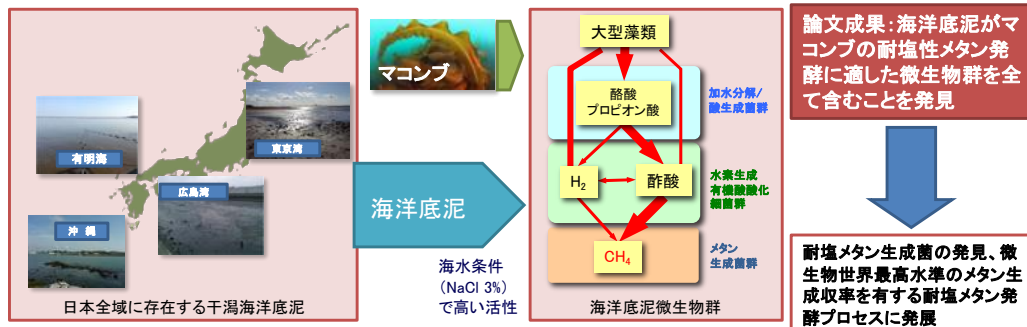 有明海
東京湾
広島湾
沖縄
日本全域に存在する干潟海洋底泥
マコンブ
海洋底泥
海水条件
(NaCl 3%)
で高い活性
大型藻類
酪酸
プロピオン酸
H2
酢酸
CH4
加水分解/
酸生成菌群
水素生成
有機酸酸化
細菌群
メタン
生成菌群
海洋底泥微生物群
論文成果:海洋底泥がマ
コンブの耐塩性メタン発
酵に適した微生物群を全
て含むことを発見
耐塩メタン生成菌の発見、微
生物世界最高水準のメタン生
成収率を有する耐塩メタン発
酵プロセスに発展